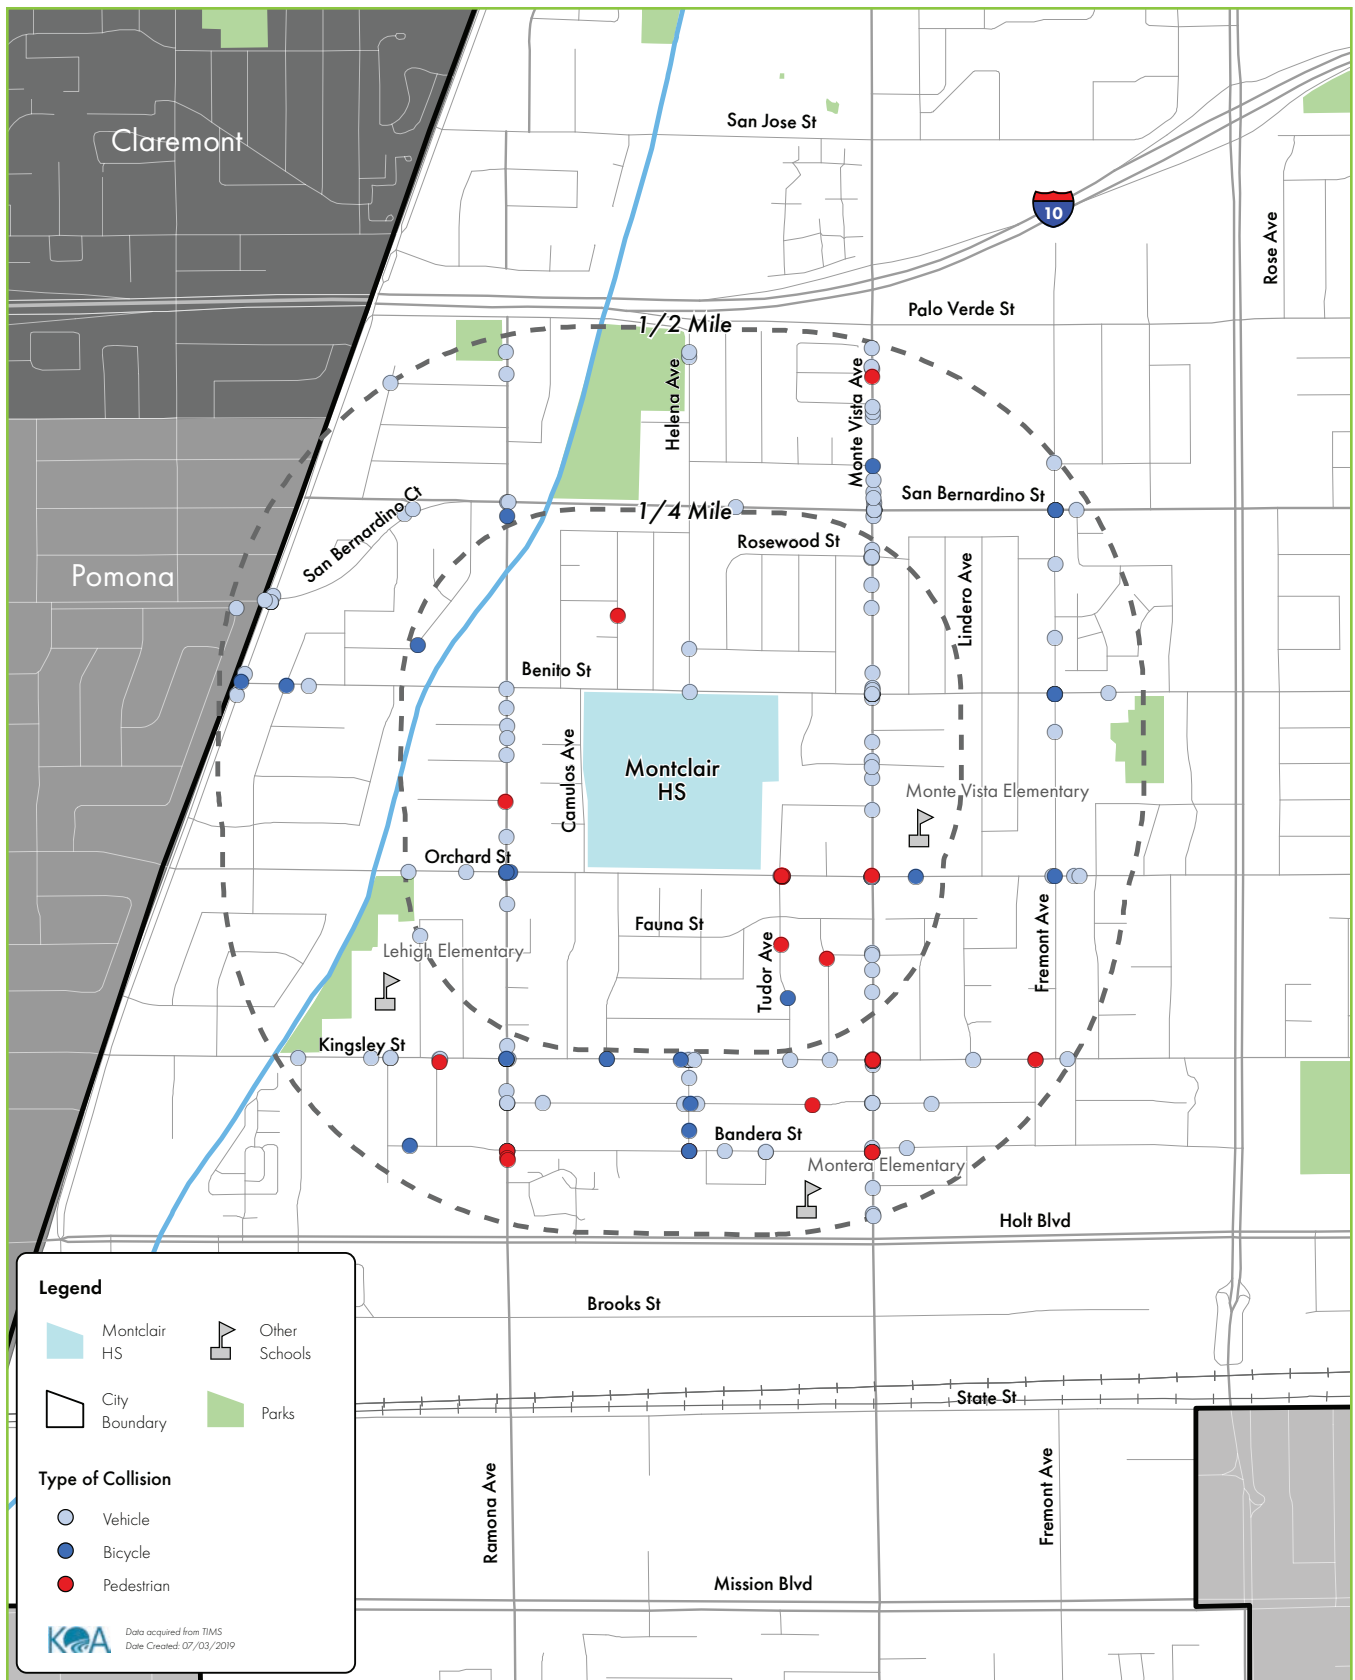 Claremont
San Jose St
10
Rose Ave
Palo Verde St
1/2 Mile
Helena Ave
Monte Vista Ave
San Bernardino Ct
San Bernardino St
1/4 Mile
Rosewood St
Pomona
Lindero Ave
Benito St
Camulos Ave
Montclair
HS
Monte Vista Elementary
Orchard St
Fauna St
Tudor Ave
Fremont Ave
Lehigh Elementary
Kingsley St
Bandera St
Montera Elementary
Holt Blvd
Brooks St
State St
Ramona Ave
Fremont Ave
Mission Blvd
Legend
Montclair
HS
Other
Schools
City
Boundary
Parks
Type of Collision
Vehicle
Bicycle
Pedestrian
KOA
Data acquired from TIMS
Date Created: 07/03/2019